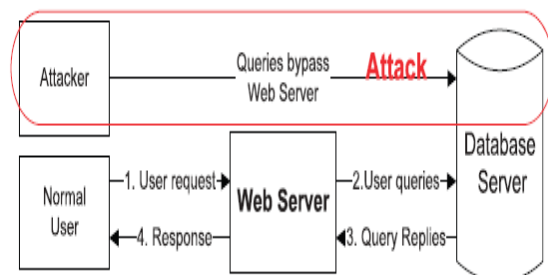 Attacker
Queries bypass
Web Server
Attack
Database
Server
Normal
User
1. User request
4. Response
Web Server
2.User queries
3. Query Replies